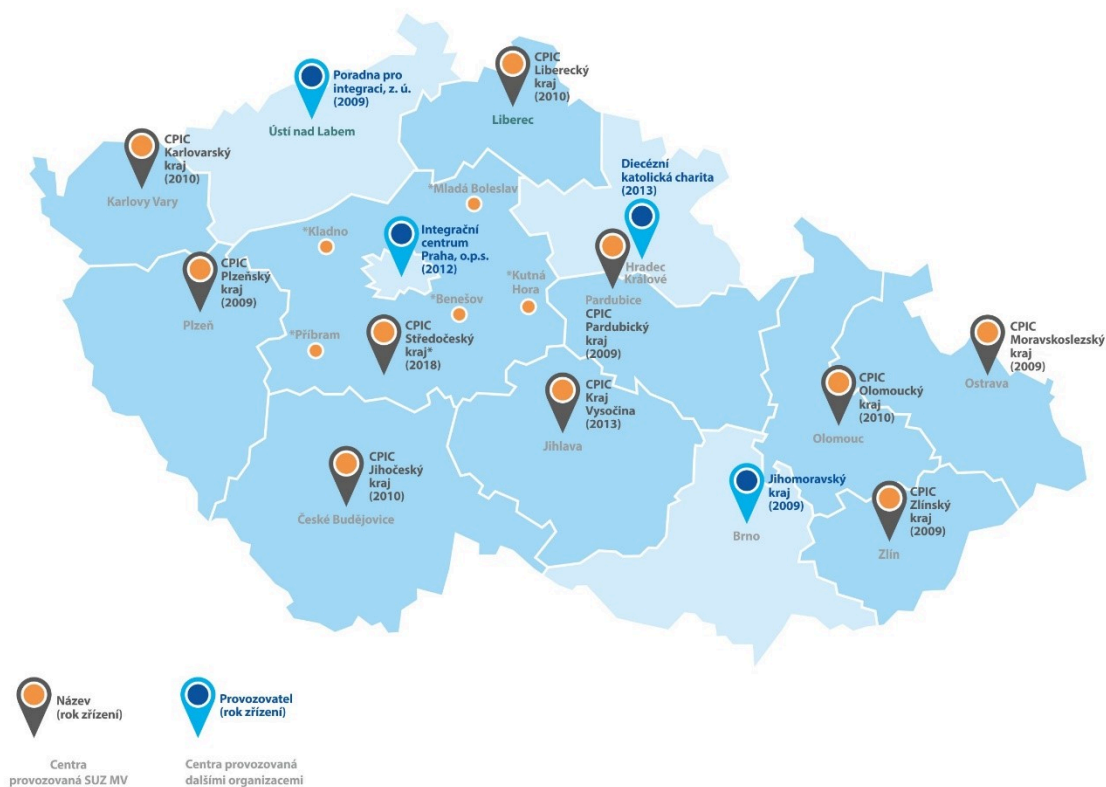 CPIC
Liberecký
kraj
(2010)
Liberec
Poradna pro
integraci, z. ú.
(2009)
Ústí nad Labem
CPIC
Karlovarský
kraj
(2010)
Karlovy Vary
Diecézní
katolická charita
(2013)
Hradec
Králové
*Mladá Boleslav
*Kladno
Integrační
centrum
Praha, o.p.s.
(2012)
CPIC
Plzeňský
kraj
(2009)
Plzeň
*Kutná
Hora
*Benešov
Pardubice
CPIC
Pardubický
kraj
(2009)
*Příbram
CPIC
Středočeský
kraj*
(2018)
CPIC
Moravskoslezský
kraj
(2009)
Ostrava
CPIC
Kraj
Vysočina
(2013)
Jihlava
CPIC
Olomoucký
kraj
(2010)
Olomouc
CPIC
Jihočeský
kraj
(2010)
České Budějovice
Jihomoravský
kraj
(2009)
Brno
CPIC
Zlínský
kraj
(2009)
Zlín
Název
(rok zřízení)
Provozovatel
(rok zřízení)
Centra
provozovaná SUZ MV
Centra provozovaná
dalšími organizacemi